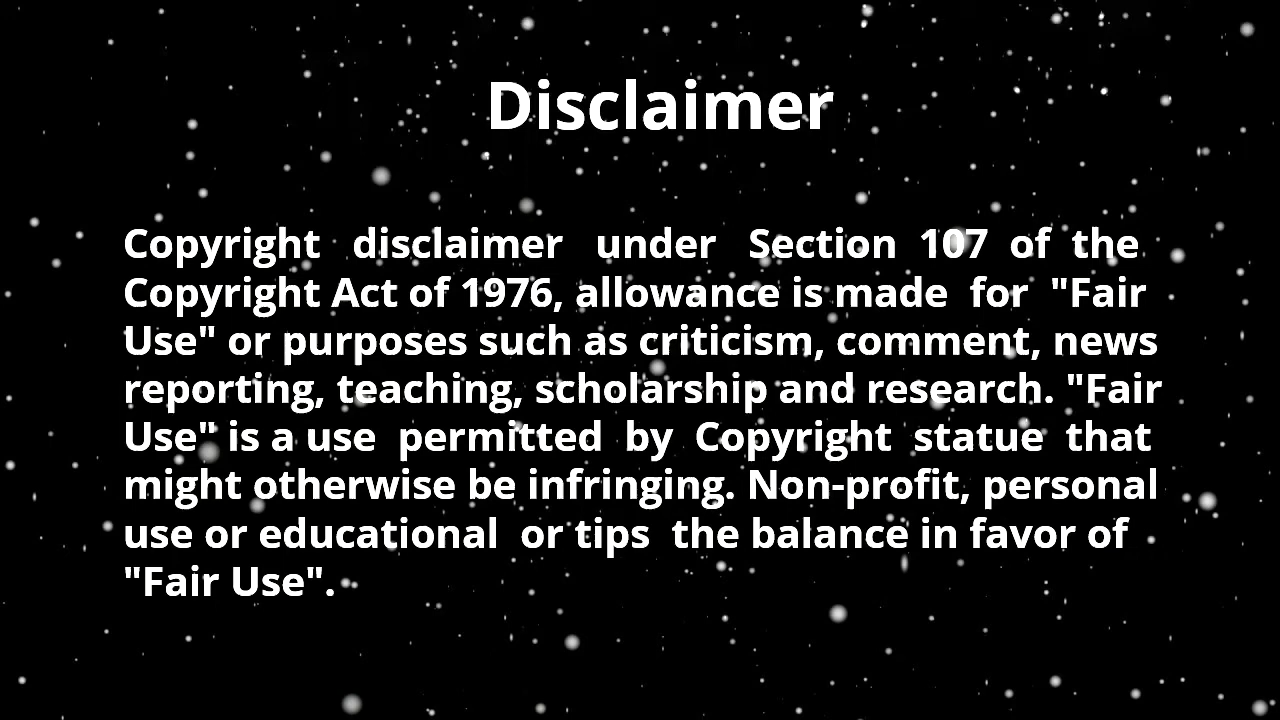 Disclaimer
Copyright disclaimer under Section 107 of the
Copyright Act of 1976, allowance is made for "Fair
Use" or purposes such as criticism, comment, news
reporting, teaching, scholarship and research. "Fair
Use" is a use permitted by Copyright statue that
might otherwise be infringing. Non-profit, personal
use or educational or tips the balance in favor of
"Fair Use".